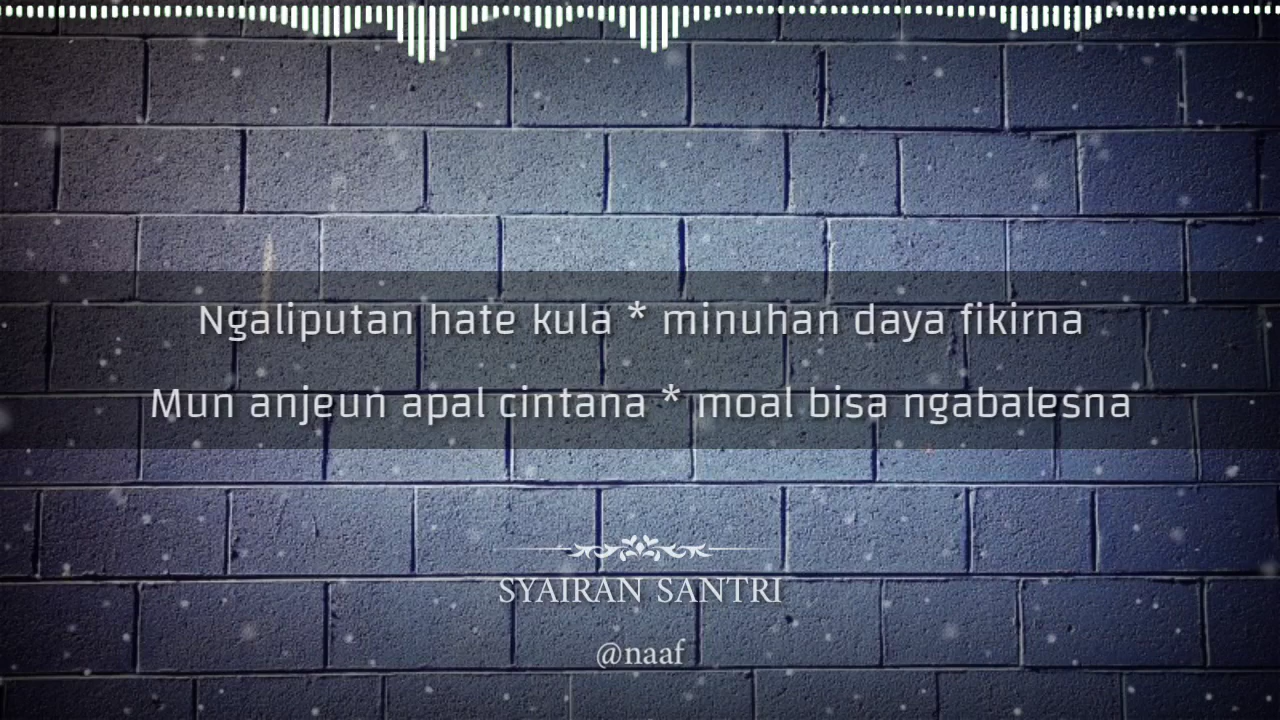 Ngaliputan hate kula * minuhan daya fikirna
Mun anjeun apal cintana * moal bisa ngabalesna
SYAIRAN SANTRI
@naaf